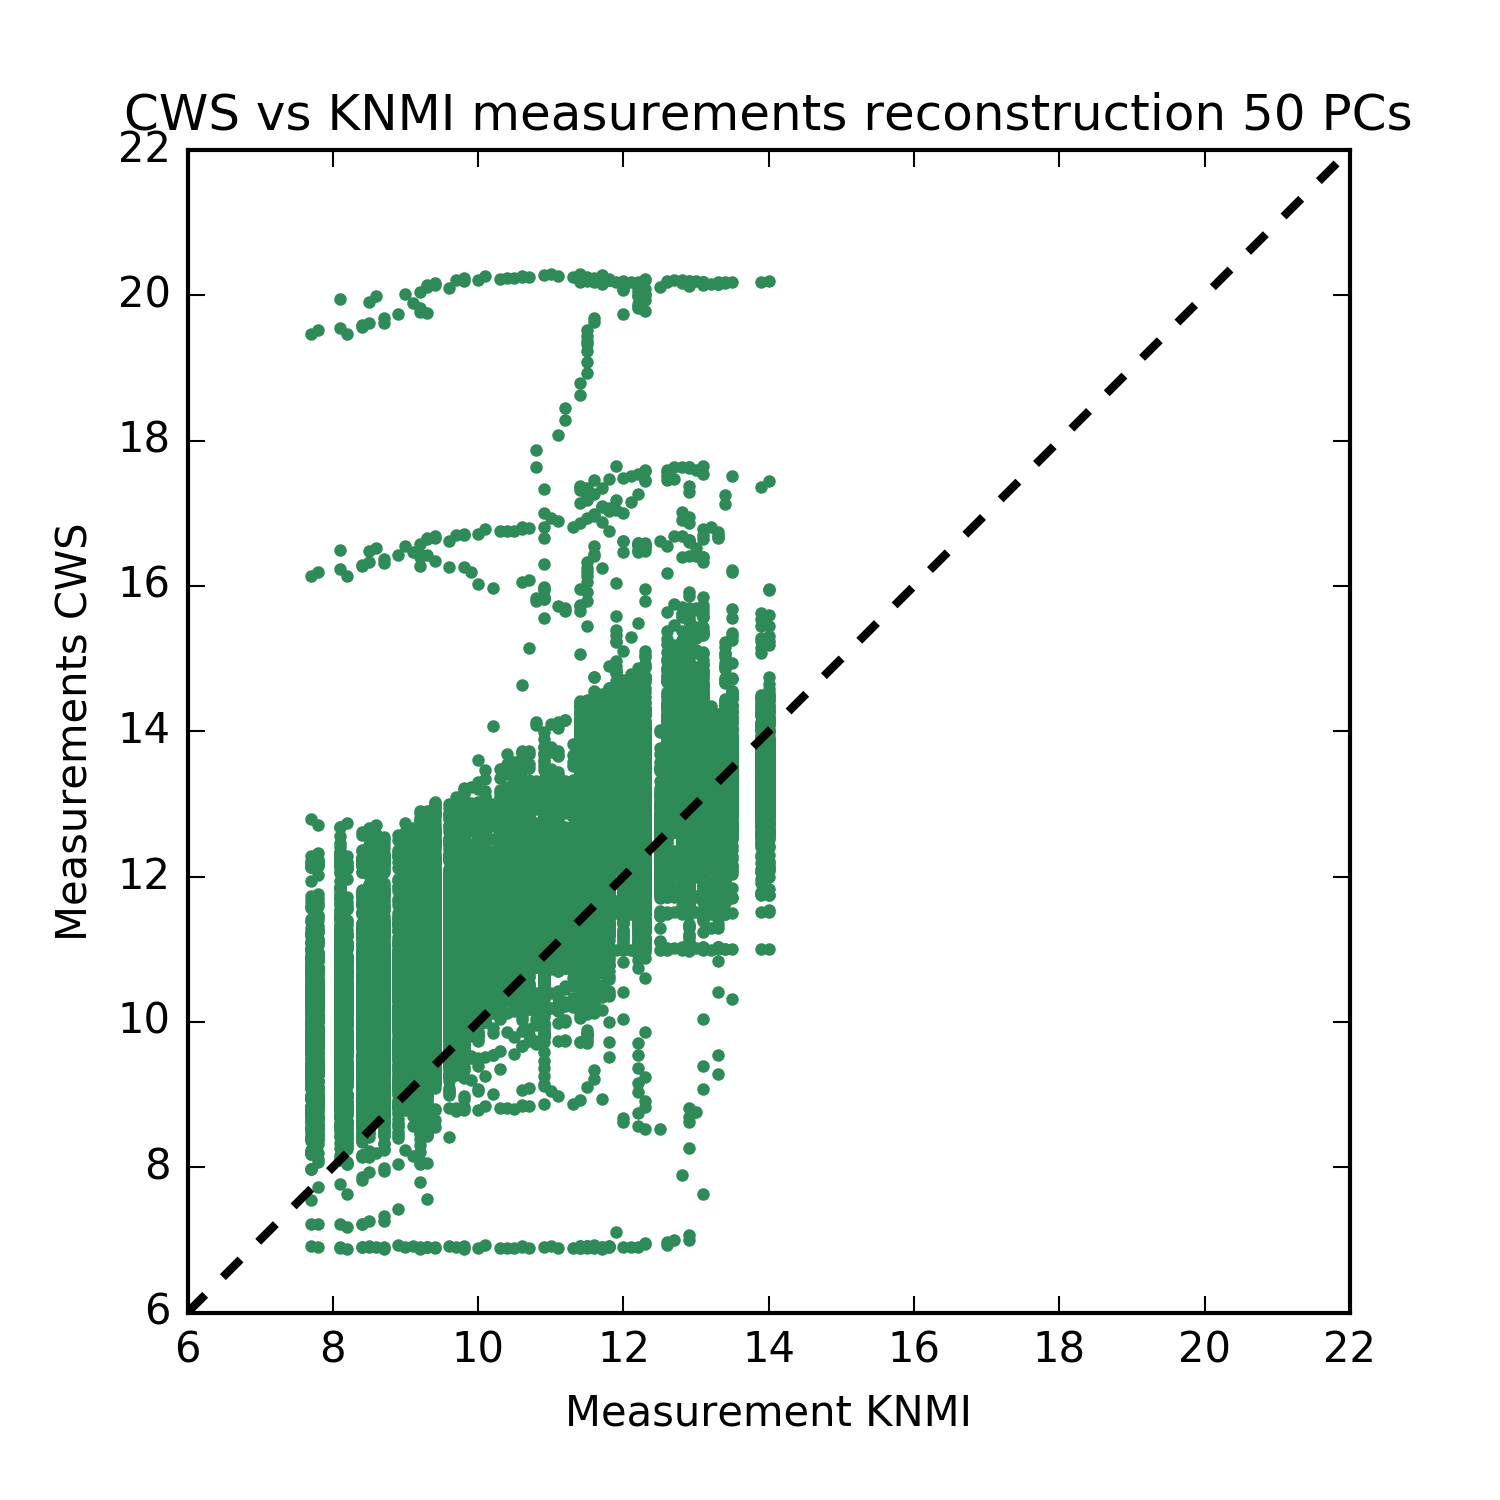 CWS vs KNMI measurements reconstruction 50 PCs
22
20
18
16
14
12
10
8
6
Measurements CWS
6 8 10 12 14 16 18 20 22
Measurement KNMI